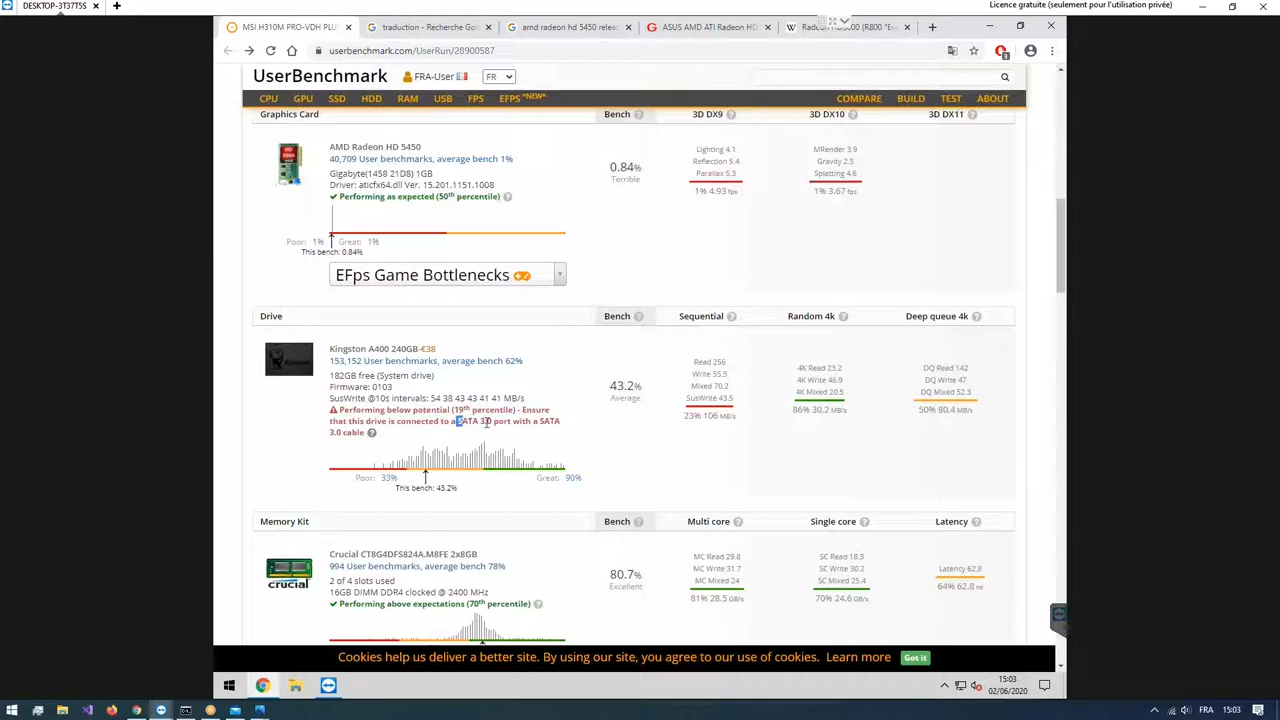 DESKTOP-3T37T5S
Licence gratuite (seulement pour l'utilisation privée)
MSI H310M PRO-VDH PLU
traduction - Recherche Goo
amd radeon hd 5450 releas
ASUS AMD ATI Radeon HD
userbenchmark.com/UserRun/28900587
UserBenchmark
FRA-User
FR
CPU GPU SSD HDD RAM USB FPS EFPS "NEW" COMPARE BUILD TEST ABOUT
Graphics Card Bench 3D DX9 3D DX10 3D DX11
AMD Radeon HD 5450
40,709 User benchmarks, average bench 1%
Gigabyte(1458 21D8) 1GB
Driver: aticfx64.dll Ver. 15.201.1151.1008
Performing as expected (50th percentile)
0.84%
Terrible
Lighting 4.1
Reflection 5.4
Parallax 5.3
1% 4.93 fps
MRender 3.9
Gravity 2.5
Splatting 4.6
1% 3.67 fps
Poor: 1% Great: 1%
This bench: 0.84%
EFps Game Bottlenecks
Drive Bench Sequential Random 4k Deep queue 4k
Kingston A400 240GB-€38
153,152 User benchmarks, average bench 62%
182GB free (System drive)
Firmware: 0103
SusWrite @10s intervals: 54 38 43 43 41 41 MB/s
Performing below potential (19th percentile) - Ensure
that this drive is connected to a SATA 3.0 port with a SATA
3.0 cable
43.2%
Average
Read 256
Write 55.5
Mixed 70.2
SusWrite 43.5
23% 106 MB/s
4K Read 23.2
4K Write 46.9
4K Mixed 20.5
86% 30.2 MB/s
DQ Read 142
DQ Write 47
DQ Mixed 52.3
50% 80.4 MB/s
Poor: 33% Great: 90%
This bench: 43.2%
Memory Kit Bench Multi core Single core Latency
Crucial CT8G4DFS824A.M8FE 2x8GB
994 User benchmarks, average bench 78%
2 of 4 slots used
16GB DIMM DDR4 clocked @ 2400 MHz
Performing above expectations (70th percentile)
crucial
80.7%
Excellent
MC Read 29.8
MC Write 31.7
MC Mixed 24
81% 28.5 GB/s
SC Read 18.3
SC Write 30.2
SC Mixed 25.4
70% 24.6 GB/s
Latency 62.8
64% 62.8 ns
Cookies help us deliver a better site. By using our site, you agree to our use of cookies. Learn more Got it
15:03
02/06/2020
FRA 15:03